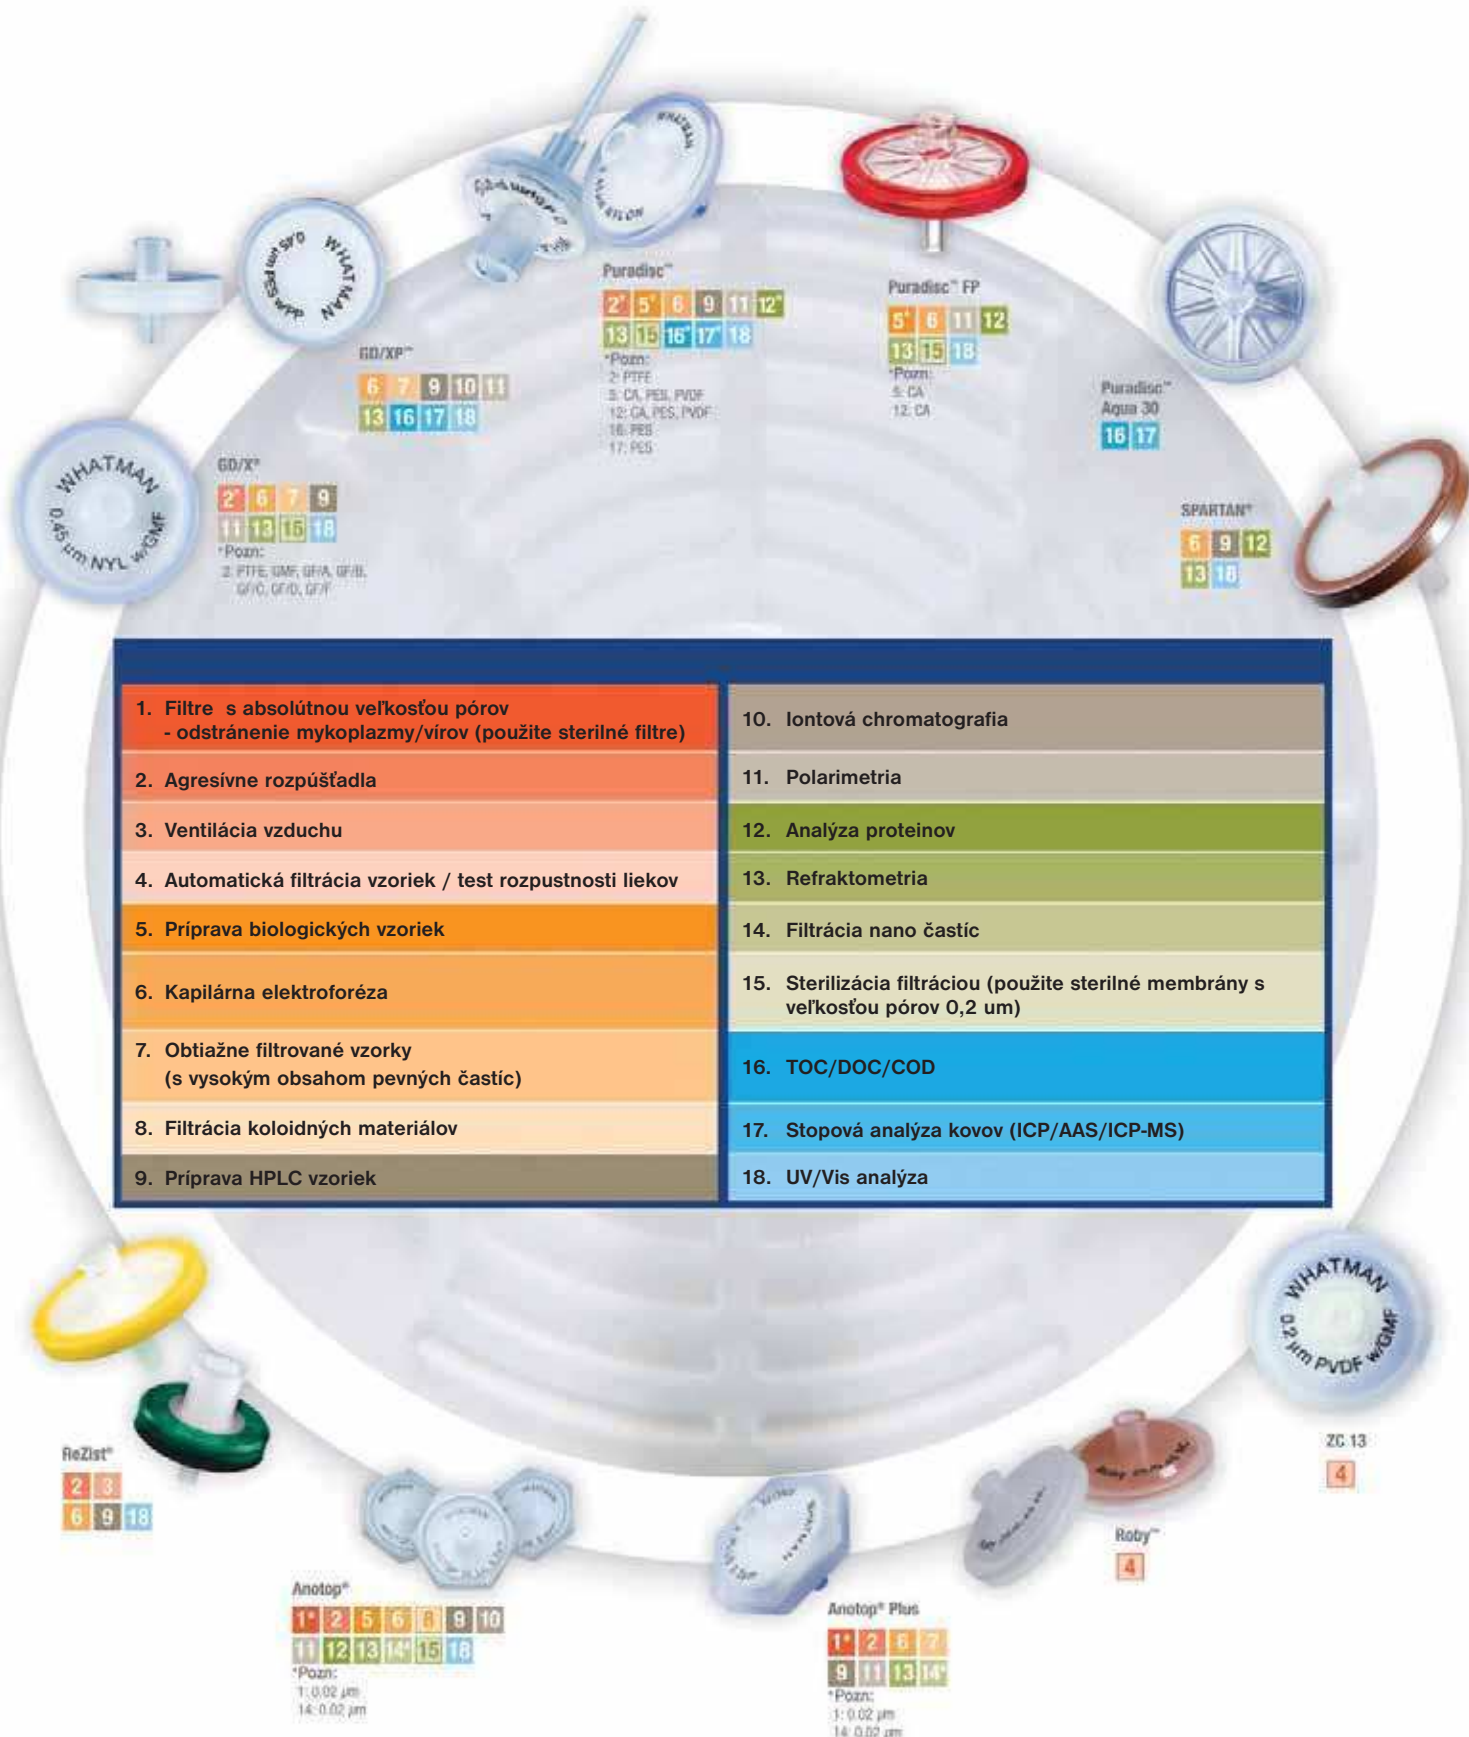 WHATMAN
0.45 µm PES w/PP
WHATMAN
Puradisc™
2* 5* 6 9 11 12*
13 15 16* 17* 18
*Pozn:
2: PTFE
5: CA, PES, PVDF
12: CA, PES, PVDF
16: PES
17: PES
Puradisc™ FP
5* 6 11 12
13 15 18
*Pozn:
5: CA
12: CA
GD/XP™
6 7 9 10 11
13 16 17 18
Puradisc™
Aqua 30
16 17
WHATMAN
0.45 µm NYL w/GMF
GD/X®
2* 6 7 9
11 13 15 18
*Pozn:
2: PTFE, GMF, GF/A, GF/B,
GF/C, GF/D, GF/F
SPARTAN®
6 9 12
13 18
1. Filtre s absolútnou veľkosťou pórov
- odstránenie mykoplazmy/vírov (použite sterilné filtre)
2. Agresívne rozpúšťadla
3. Ventilácia vzduchu
4. Automatická filtrácia vzoriek / test rozpustnosti liekov
5. Príprava biologických vzoriek
6. Kapilárna elektroforéza
7. Obtiažne filtrované vzorky
(s vysokým obsahom pevných častíc)
8. Filtrácia koloidných materiálov
9. Príprava HPLC vzoriek
10. Iontová chromatografia
11. Polarimetria
12. Analýza proteinov
13. Refraktometria
14. Filtrácia nano častíc
15. Sterilizácia filtráciou (použite sterilné membrány s
veľkosťou pórov 0,2 um)
16. TOC/DOC/COD
17. Stopová analýza kovov (ICP/AAS/ICP-MS)
18. UV/Vis analýza
WHATMAN
0.2 µm PVDF w/GMF
ZC 13
4
ReZist®
2 3
6 9 18
Roby™
4
Anotop®
1* 2 5 6 8 9 10
11 12 13 14* 15 18
*Pozn:
1: 0.02 µm
14: 0.02 µm
WHATMAN
Anotop® Plus
1* 2 6 7
9 11 13 14*
*Pozn:
1: 0.02 µm
14: 0.02 µm